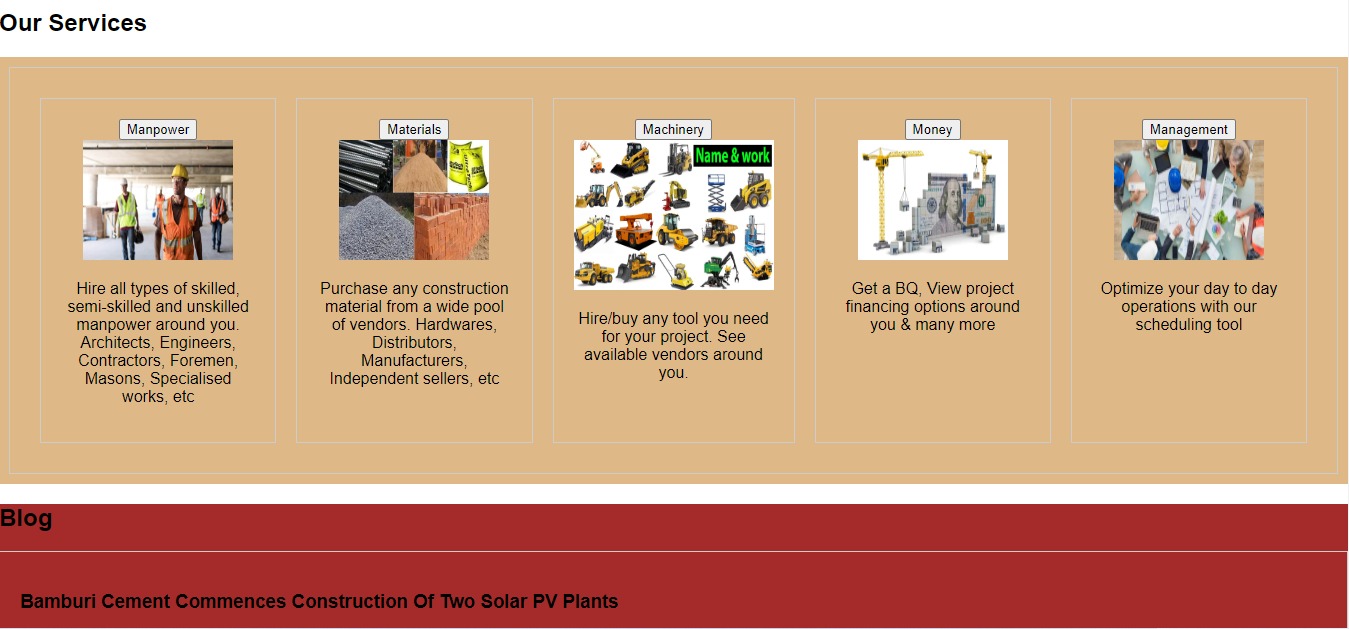 Our Services
Manpower
Hire all types of skilled,
semi-skilled and unskilled
manpower around you.
Architects, Engineers,
Contractors, Foremen,
Masons, Specialised
works, etc
Materials
Purchase any construction
material from a wide pool
of vendors. Hardwares,
Distributors,
Manufacturers,
Independent sellers, etc
Machinery
Name & work
Hire/buy any tool you need
for your project. See
available vendors around
you.
Money
Get a BQ, View project
financing options around
you & many more
Management
Optimize your day to day
operations with our
scheduling tool
Blog
Bamburi Cement Commences Construction Of Two Solar PV Plants